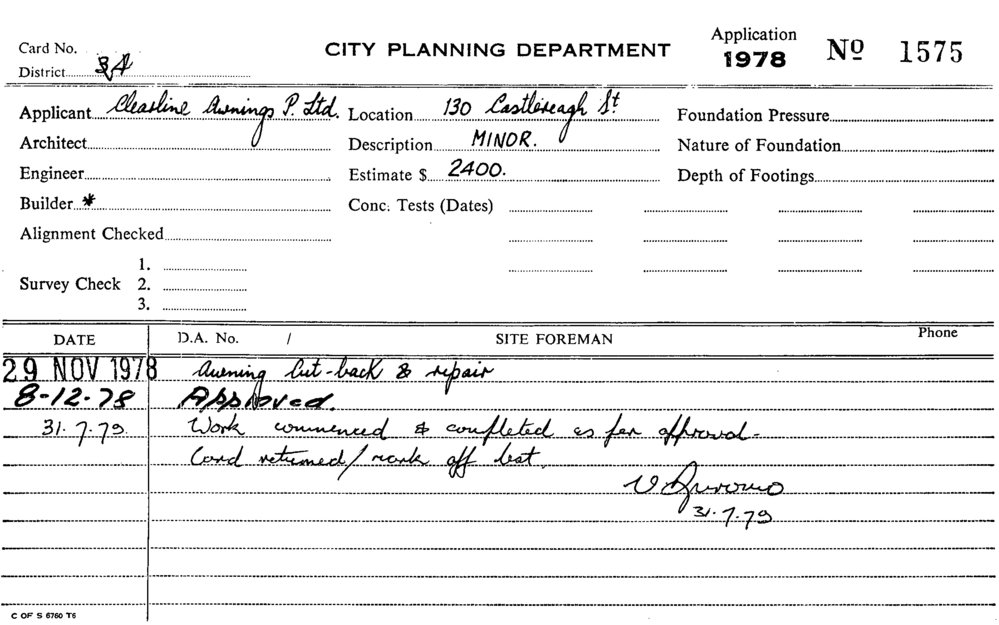 Card No.
CITY PLANNING DEPARTMENT
Application
1978
No 1575
District 3A
Applicant Clearline Awnings P. Ltd.
Location 130 Castlereagh St
Foundation Pressure
Architect
Description MINOR.
Nature of Foundation
Engineer
Estimate $ 2400.
Depth of Footings
Builder *
Conc. Tests (Dates)
Alignment Checked
Survey Check
1.
2.
3.
DATE
D.A. No. /
SITE FOREMAN
Phone
29 NOV 1978 Awning Cut-back & repair
8-12-78 Approved.
31.7.79. Work commenced & completed as per approval.
Card returned/mark off
31.7.79
C OF S 6760 T6